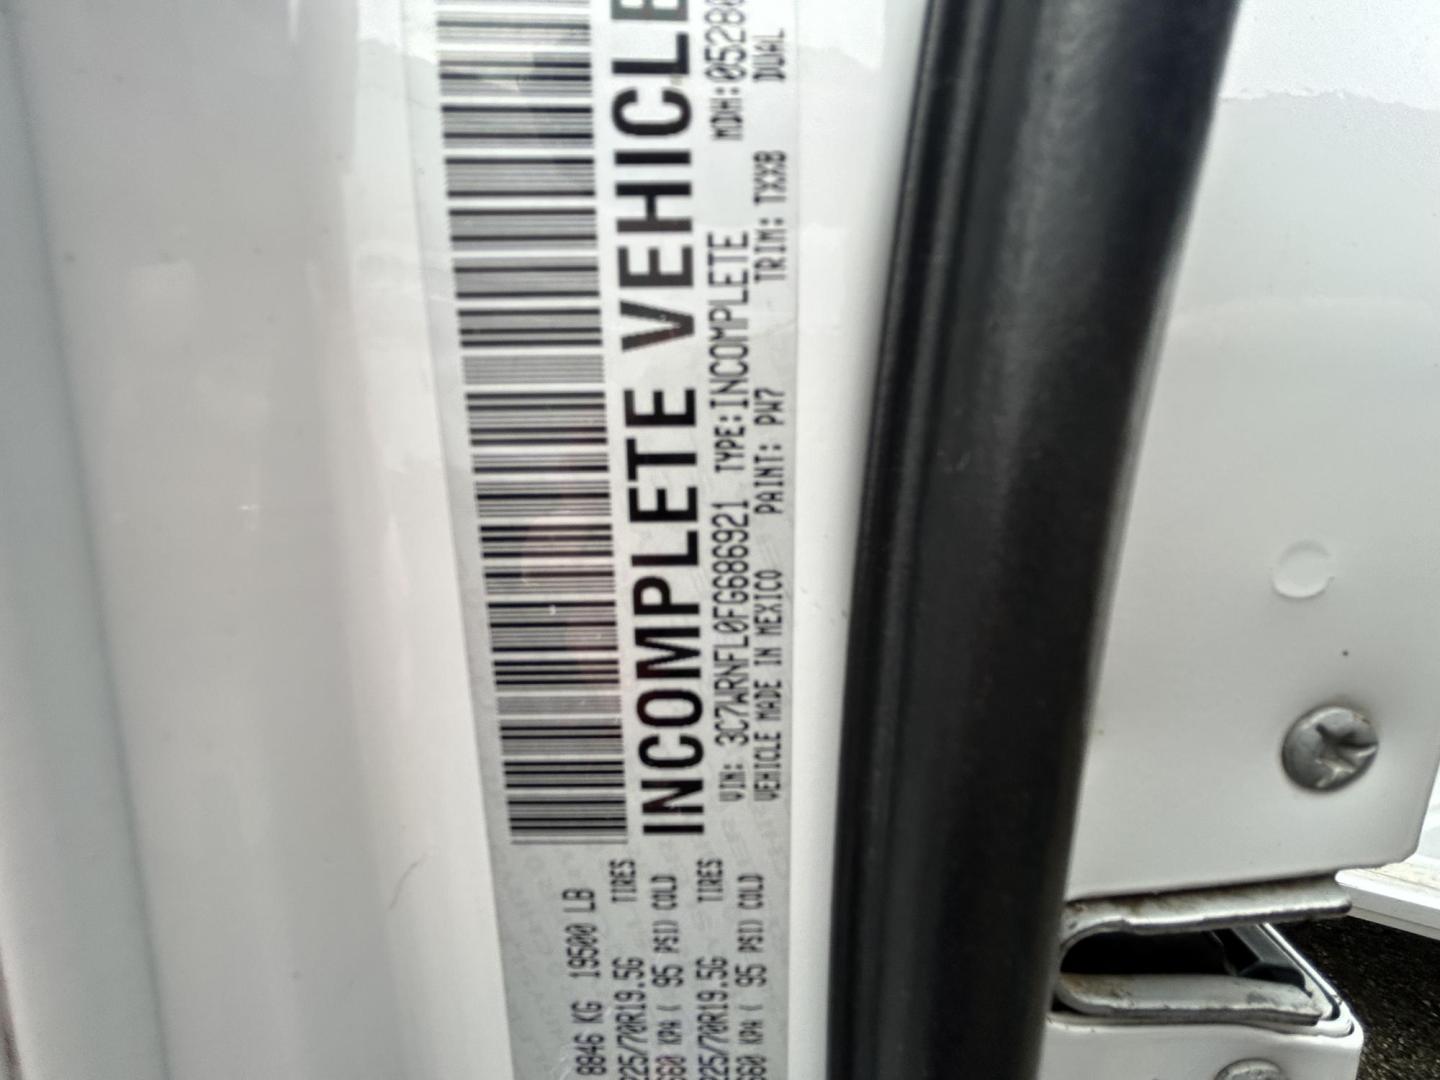 8846 KG 19500 LB
225/70R19.5G TIRES
660 KPA ( 95 PSI) COLD
225/70R19.5G TIRES
660 KPA ( 95 PSI) COLD
INCOMPLETE VEHICLE
VIN: 3C7WRNFL0FG686921 TYPE:INCOMPLETE MDH:05280
VEHICLE MADE IN MEXICO PAINT: PW7 TRIM: TXX8 DUAL